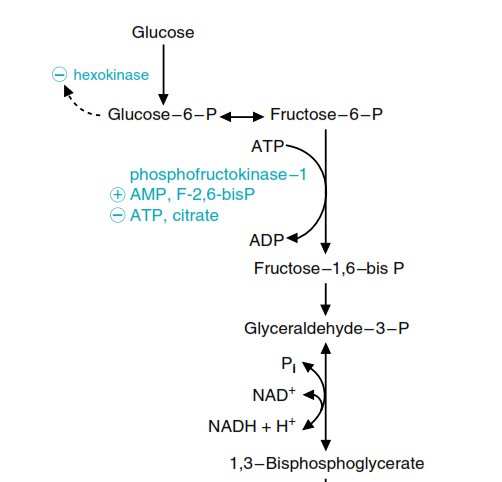 Glucose
⊖ hexokinase
Glucose–6–P Fructose–6–P
ATP
phosphofructokinase–1
⊕ AMP, F-2,6-bisP
⊖ ATP, citrate
ADP
Fructose–1,6–bis P
Glyceraldehyde–3–P
Pi
NAD⁺
NADH + H⁺
1,3–Bisphosphoglycerate